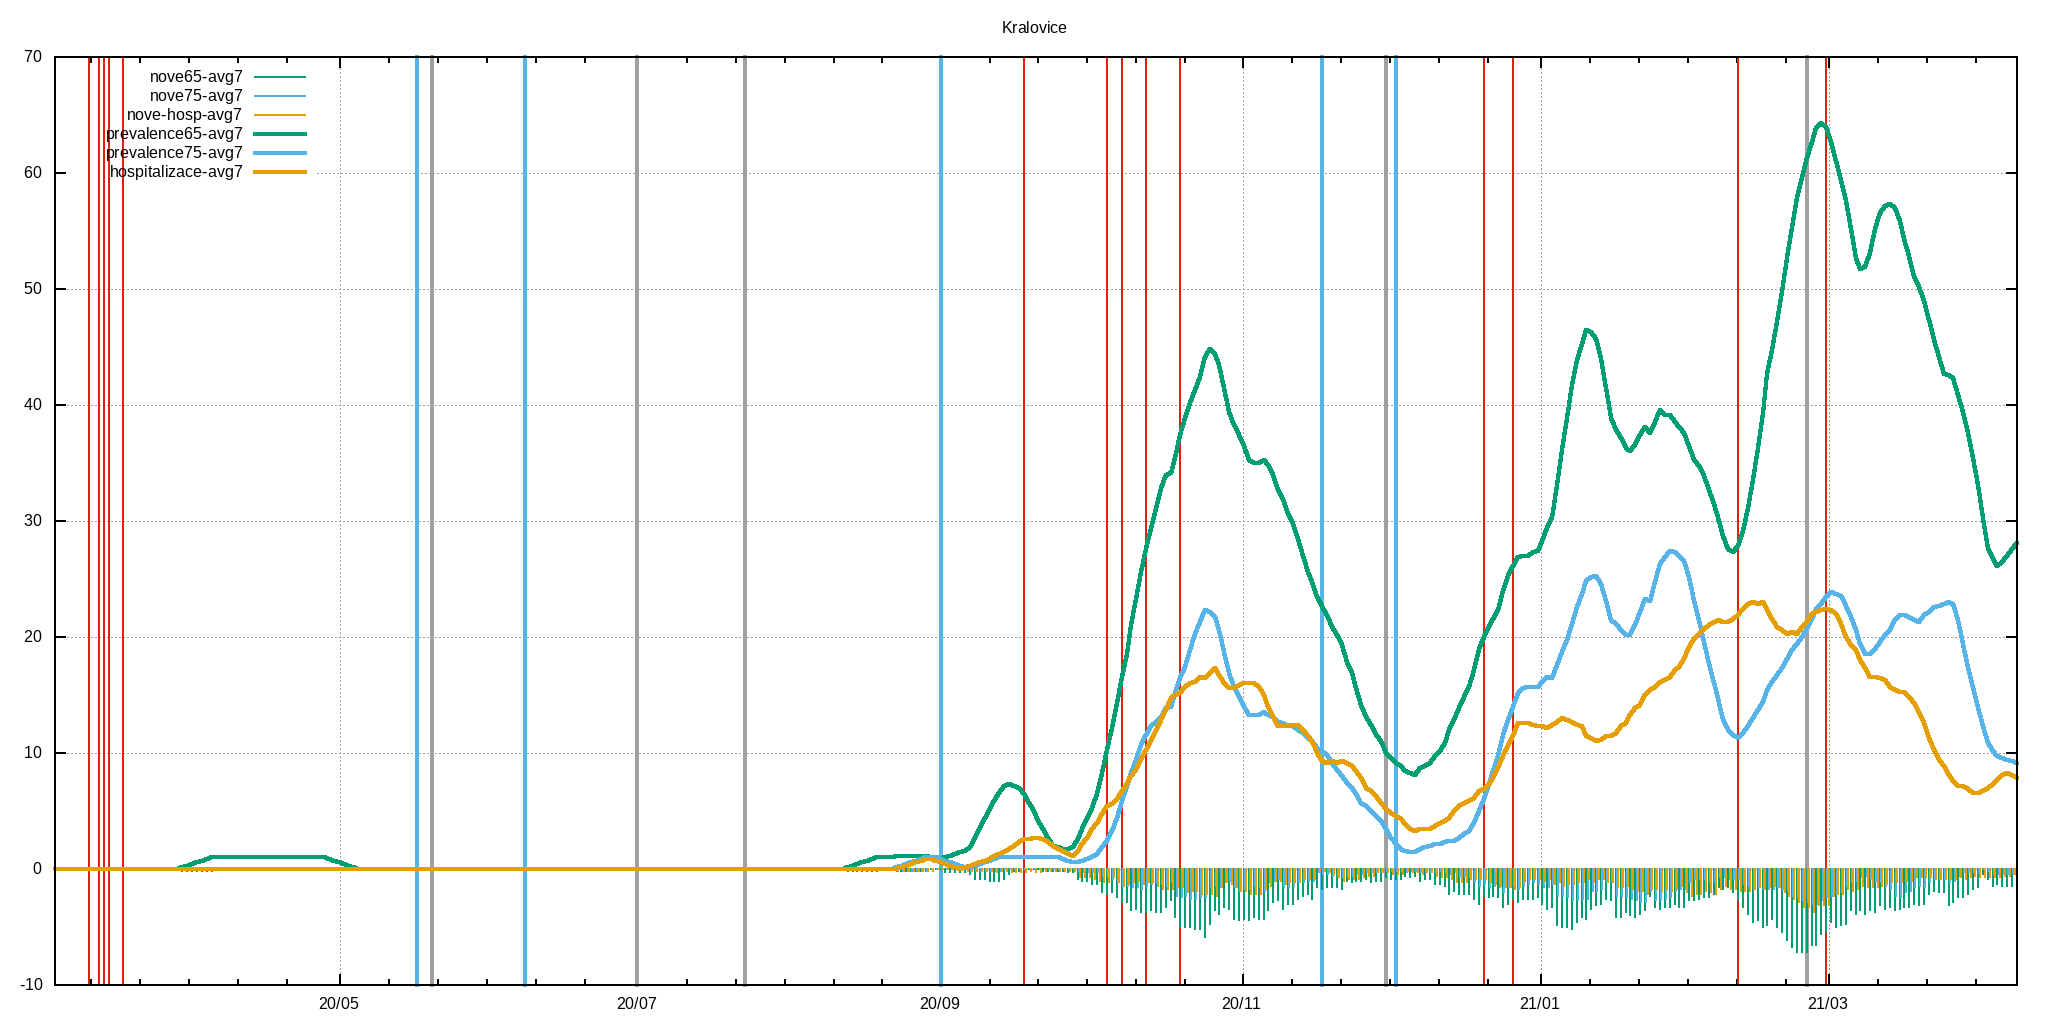 Kralovice
70
nove65-avg7
nove75-avg7
nove-hosp-avg7
prevalence65-avg7
prevalence75-avg7
hospitalizace-avg7
60
50
40
30
20
10
0
-10
20/05 20/07 20/09 20/11 21/01 21/03